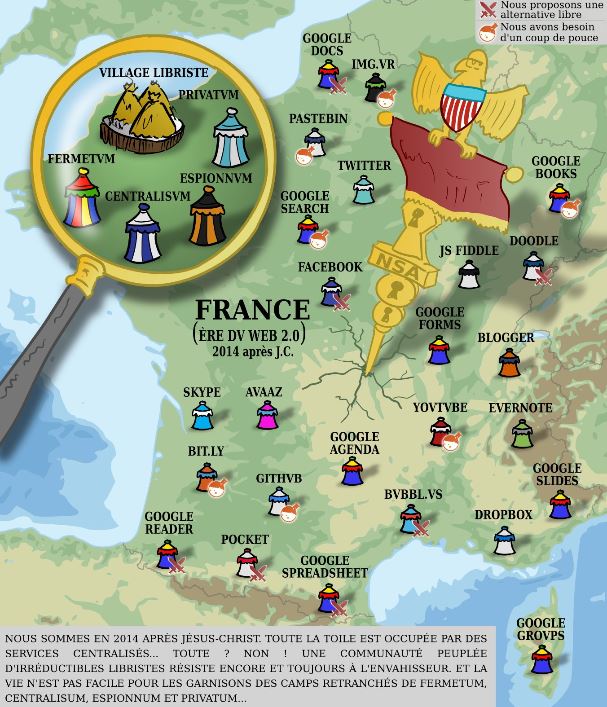 Nous proposons une
alternative libre
Nous avons besoin
d'un coup de pouce
GOOGLE
DOCS
IMG.VR
VILLAGE LIBRISTE
PRIVATVM
FERMETVM
ESPIONNVM
CENTRALISVM
PASTEBIN
TWITTER
GOOGLE
BOOKS
GOOGLE
SEARCH
JS FIDDLE
DOODLE
FACEBOOK
NSA
FRANCE
(ÈRE DV WEB 2.0)
2014 après J.C.
GOOGLE
FORMS
BLOGGER
SKYPE
AVAAZ
YOVTVBE
EVERNOTE
BIT.LY
GOOGLE
AGENDA
GITHVB
GOOGLE
SLIDES
BVBBL.VS
DROPBOX
GOOGLE
READER
POCKET
GOOGLE
SPREADSHEET
GOOGLE
GROVPS
NOUS SOMMES EN 2014 APRÈS JÉSUS-CHRIST. TOUTE LA TOILE EST OCCUPÉE PAR DES
SERVICES CENTRALISÉS... TOUTE ? NON ! UNE COMMUNAUTÉ PEUPLÉE
D'IRRÉDUCTIBLES LIBRISTES RÉSISTE ENCORE ET TOUJOURS À L'ENVAHISSEUR. ET LA
VIE N'EST PAS FACILE POUR LES GARNISONS DES CAMPS RETRANCHÉS DE FERMETUM,
CENTRALISUM, ESPIONNUM ET PRIVATUM...